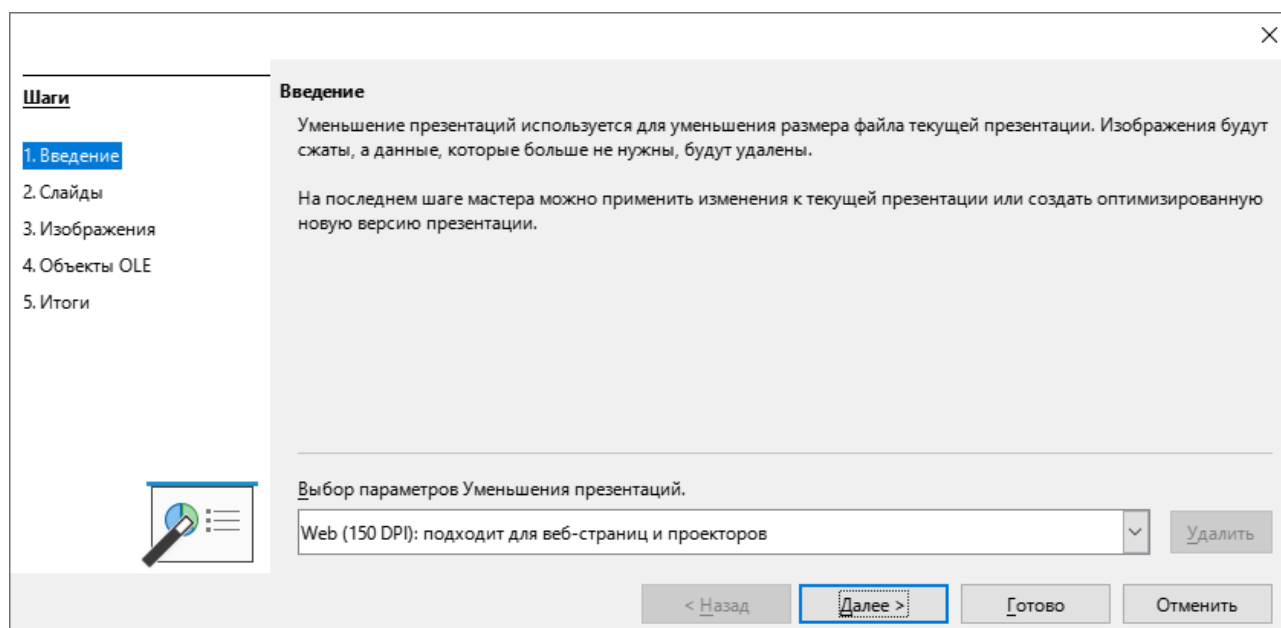 Шаги
1. Введение
2. Слайды
3. Изображения
4. Объекты OLE
5. Итоги
Введение
Уменьшение презентаций используется для уменьшения размера файла текущей презентации. Изображения будут
сжаты, а данные, которые больше не нужны, будут удалены.
На последнем шаге мастера можно применить изменения к текущей презентации или создать оптимизированную
новую версию презентации.
Выбор параметров Уменьшения презентаций.
Web (150 DPI): подходит для веб-страниц и проекторов
Удалить
< Назад
Далее >
Готово
Отменить